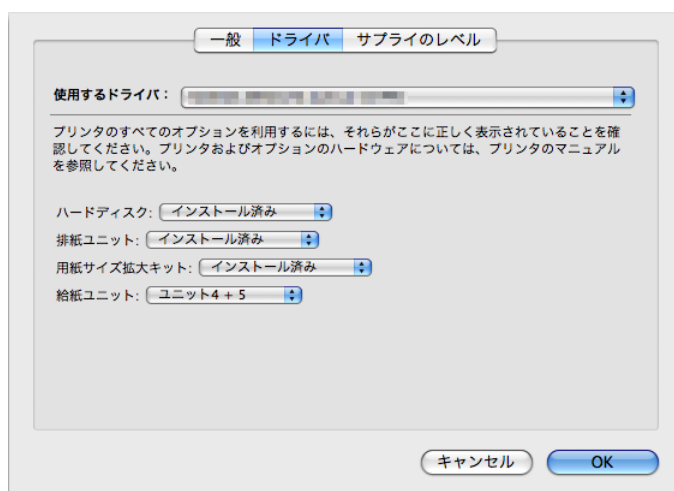 一般 ドライバ サプライのレベル
使用するドライバ：
プリンタのすべてのオプションを利用するには、それらがここに正しく表示されていることを確
認してください。プリンタおよびオプションのハードウェアについては、プリンタのマニュアル
を参照してください。
ハードディスク: インストール済み
排紙ユニット: インストール済み
用紙サイズ拡大キット: インストール済み
給紙ユニット: ユニット4 + 5
キャンセル OK